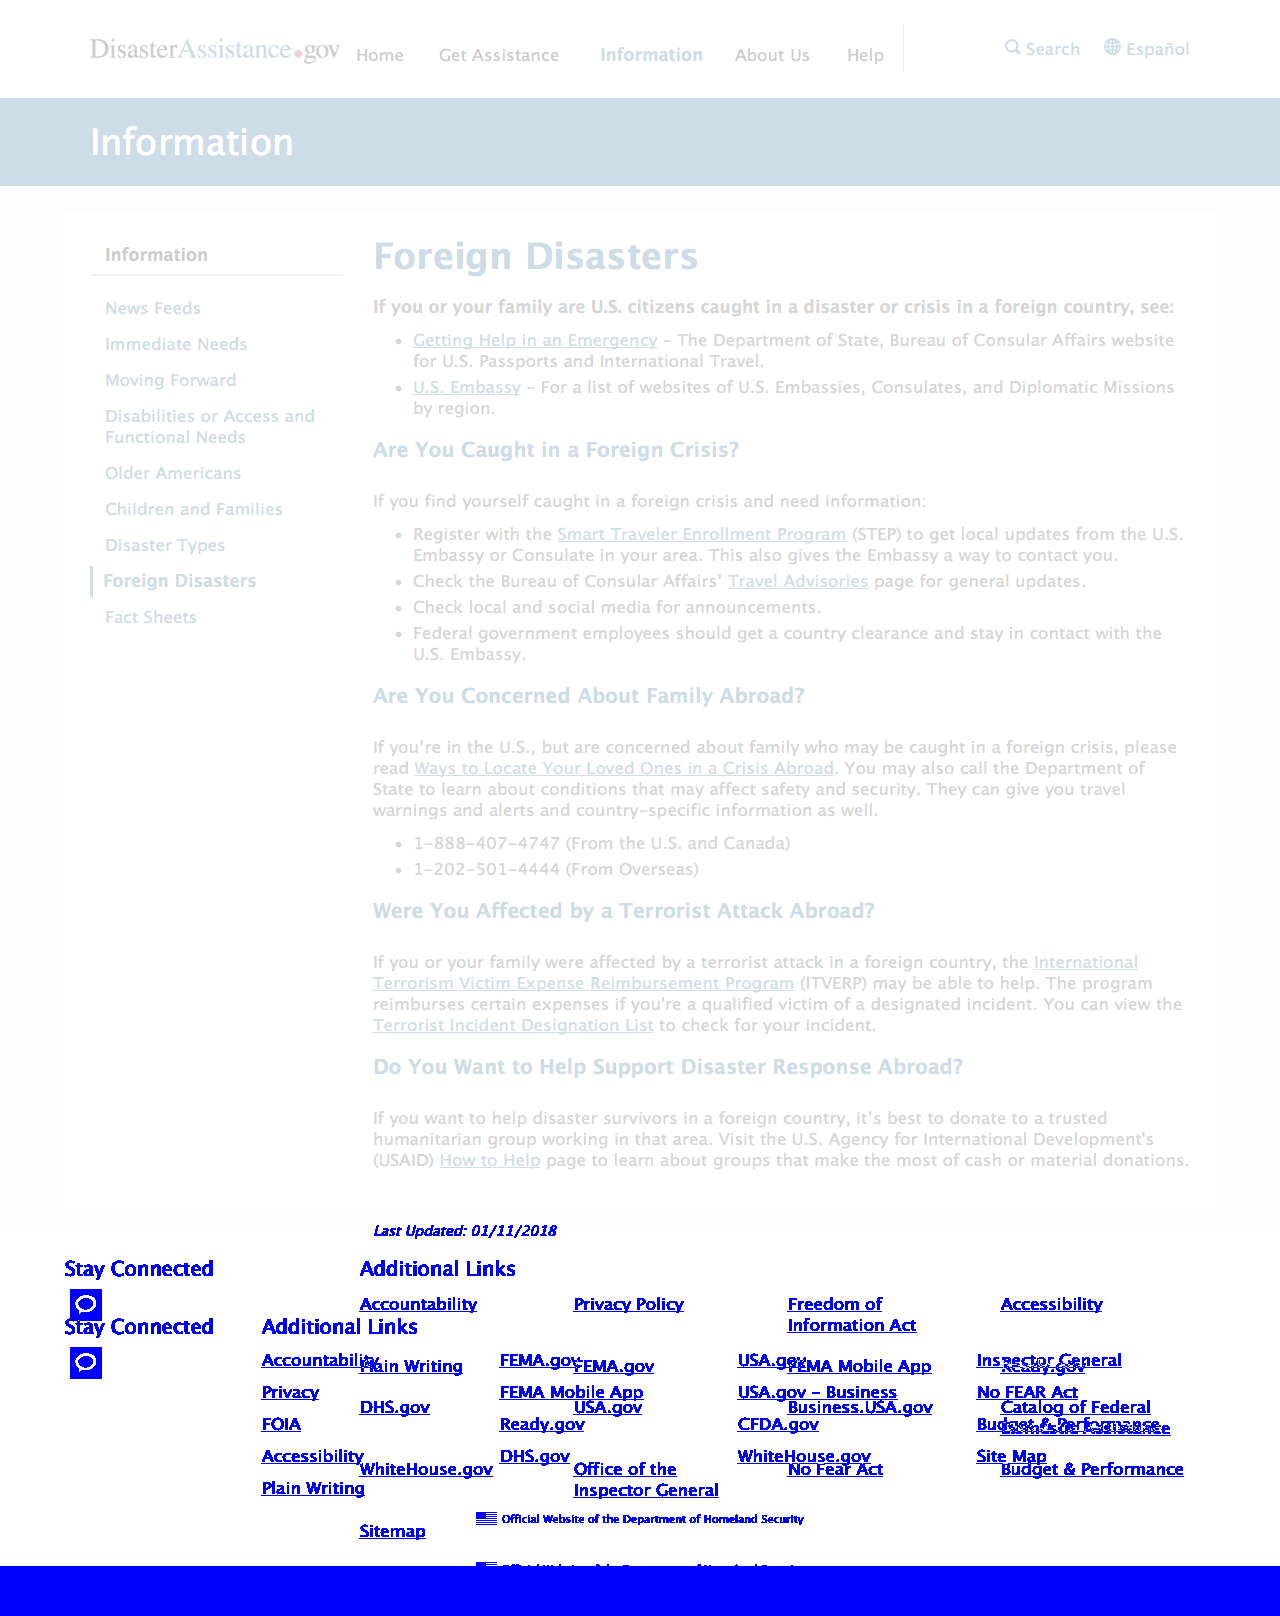 DisasterAssistance.gov Home Get Assistance Information About Us Help Search Español
Information
Information
News Feeds
Immediate Needs
Moving Forward
Disabilities or Access and
Functional Needs
Older Americans
Children and Families
Disaster Types
Foreign Disasters
Fact Sheets
Foreign Disasters
If you or your family are U.S. citizens caught in a disaster or crisis in a foreign country, see:
• Getting Help in an Emergency – The Department of State, Bureau of Consular Affairs website
for U.S. Passports and International Travel.
• U.S. Embassy – For a list of websites of U.S. Embassies, Consulates, and Diplomatic Missions
by region.
Are You Caught in a Foreign Crisis?
If you find yourself caught in a foreign crisis and need information:
• Register with the Smart Traveler Enrollment Program (STEP) to get local updates from the U.S.
Embassy or Consulate in your area. This also gives the Embassy a way to contact you.
• Check the Bureau of Consular Affairs’ Travel Advisories page for general updates.
• Check local and social media for announcements.
• Federal government employees should get a country clearance and stay in contact with the
U.S. Embassy.
Are You Concerned About Family Abroad?
If you’re in the U.S., but are concerned about family who may be caught in a foreign crisis, please
read Ways to Locate Your Loved Ones in a Crisis Abroad. You may also call the Department of
State to learn about conditions that may affect safety and security. They can give you travel
warnings and alerts and country-specific information as well.
• 1-888-407-4747 (From the U.S. and Canada)
• 1-202-501-4444 (From Overseas)
Were You Affected by a Terrorist Attack Abroad?
If you or your family were affected by a terrorist attack in a foreign country, the International
Terrorism Victim Expense Reimbursement Program (ITVERP) may be able to help. The program
reimburses certain expenses if you're a qualified victim of a designated incident. You can view the
Terrorist Incident Designation List to check for your incident.
Do You Want to Help Support Disaster Response Abroad?
If you want to help disaster survivors in a foreign country, it’s best to donate to a trusted
humanitarian group working in that area. Visit the U.S. Agency for International Development's
(USAID) How to Help page to learn about groups that make the most of cash or material donations.
Last Updated: 01/11/2018
Stay Connected Additional Links
Accountability Privacy Policy Freedom of Accessibility
Information Act
Stay Connected Additional Links
Accountability FEMA.gov USA.gov Inspector General
Plain Writing FEMA.gov FEMA Mobile App Ready.gov
Privacy FEMA Mobile App USA.gov - Business No FEAR Act
DHS.gov USA.gov Business.USA.gov Catalog of Federal
Domestic Assistance
FOIA Ready.gov CFDA.gov Budget & Performance
Accessibility DHS.gov WhiteHouse.gov Site Map
WhiteHouse.gov Office of the No Fear Act Budget & Performance
Inspector General
Plain Writing
Official Website of the Department of Homeland Security
Sitemap